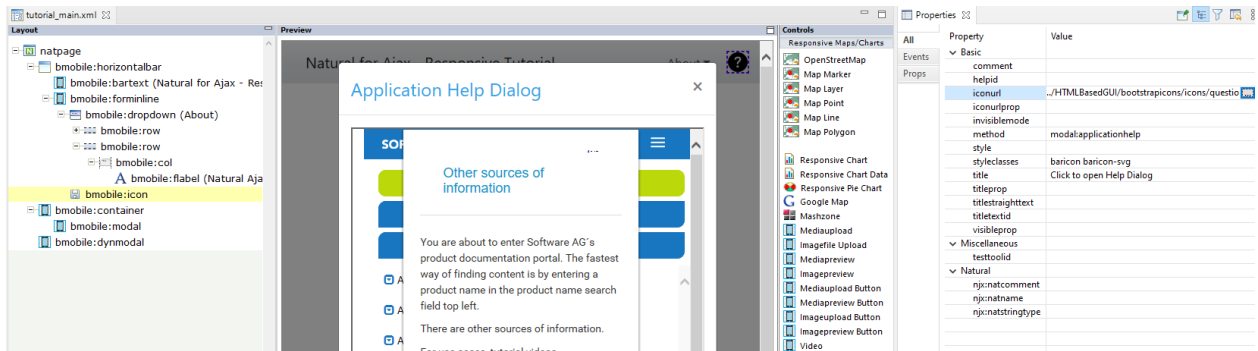 tutorial_main.xml
Layout
natpage
bmobile:horizontalbar
bmobile:bartext (Natural for Ajax - Res
bmobile:forminline
bmobile:dropdown (About)
bmobile:row
bmobile:row
bmobile:col
A bmobile:flabel (Natural Aja
bmobile:icon
bmobile:container
bmobile:modal
bmobile:dynmodal
Preview
Natural for Ajax - Responsive Tutorial
About
?
Application Help Dialog
×
SOF
Other sources of
information
You are about to enter Software AG´s
product documentation portal. The fastest
way of finding content is by entering a
product name in the product name search
field top left.
There are other sources of information.
A
A
A
Controls
Responsive Maps/Charts
OpenStreetMap
Map Marker
Map Layer
Map Point
Map Line
Map Polygon
Responsive Chart
Responsive Chart Data
Responsive Pie Chart
G Google Map
Mashzone
Mediaupload
Imagefile Upload
Mediapreview
Imagepreview
Mediaupload Button
Mediapreview Button
Imageupload Button
Imagepreview Button
Video
Properties
All
Events
Props
Property Value
Basic
comment
helpid
iconurl ../HTMLBasedGUI/bootstrapicons/icons/questio ...
iconurlprop
invisiblemode
method modal:applicationhelp
style
styleclasses baricon baricon-svg
title Click to open Help Dialog
titleprop
titlestraighttext
titletextid
visibleprop
Miscellaneous
testtoolid
Natural
njx:natcomment
njx:natname
njx:natstringtype